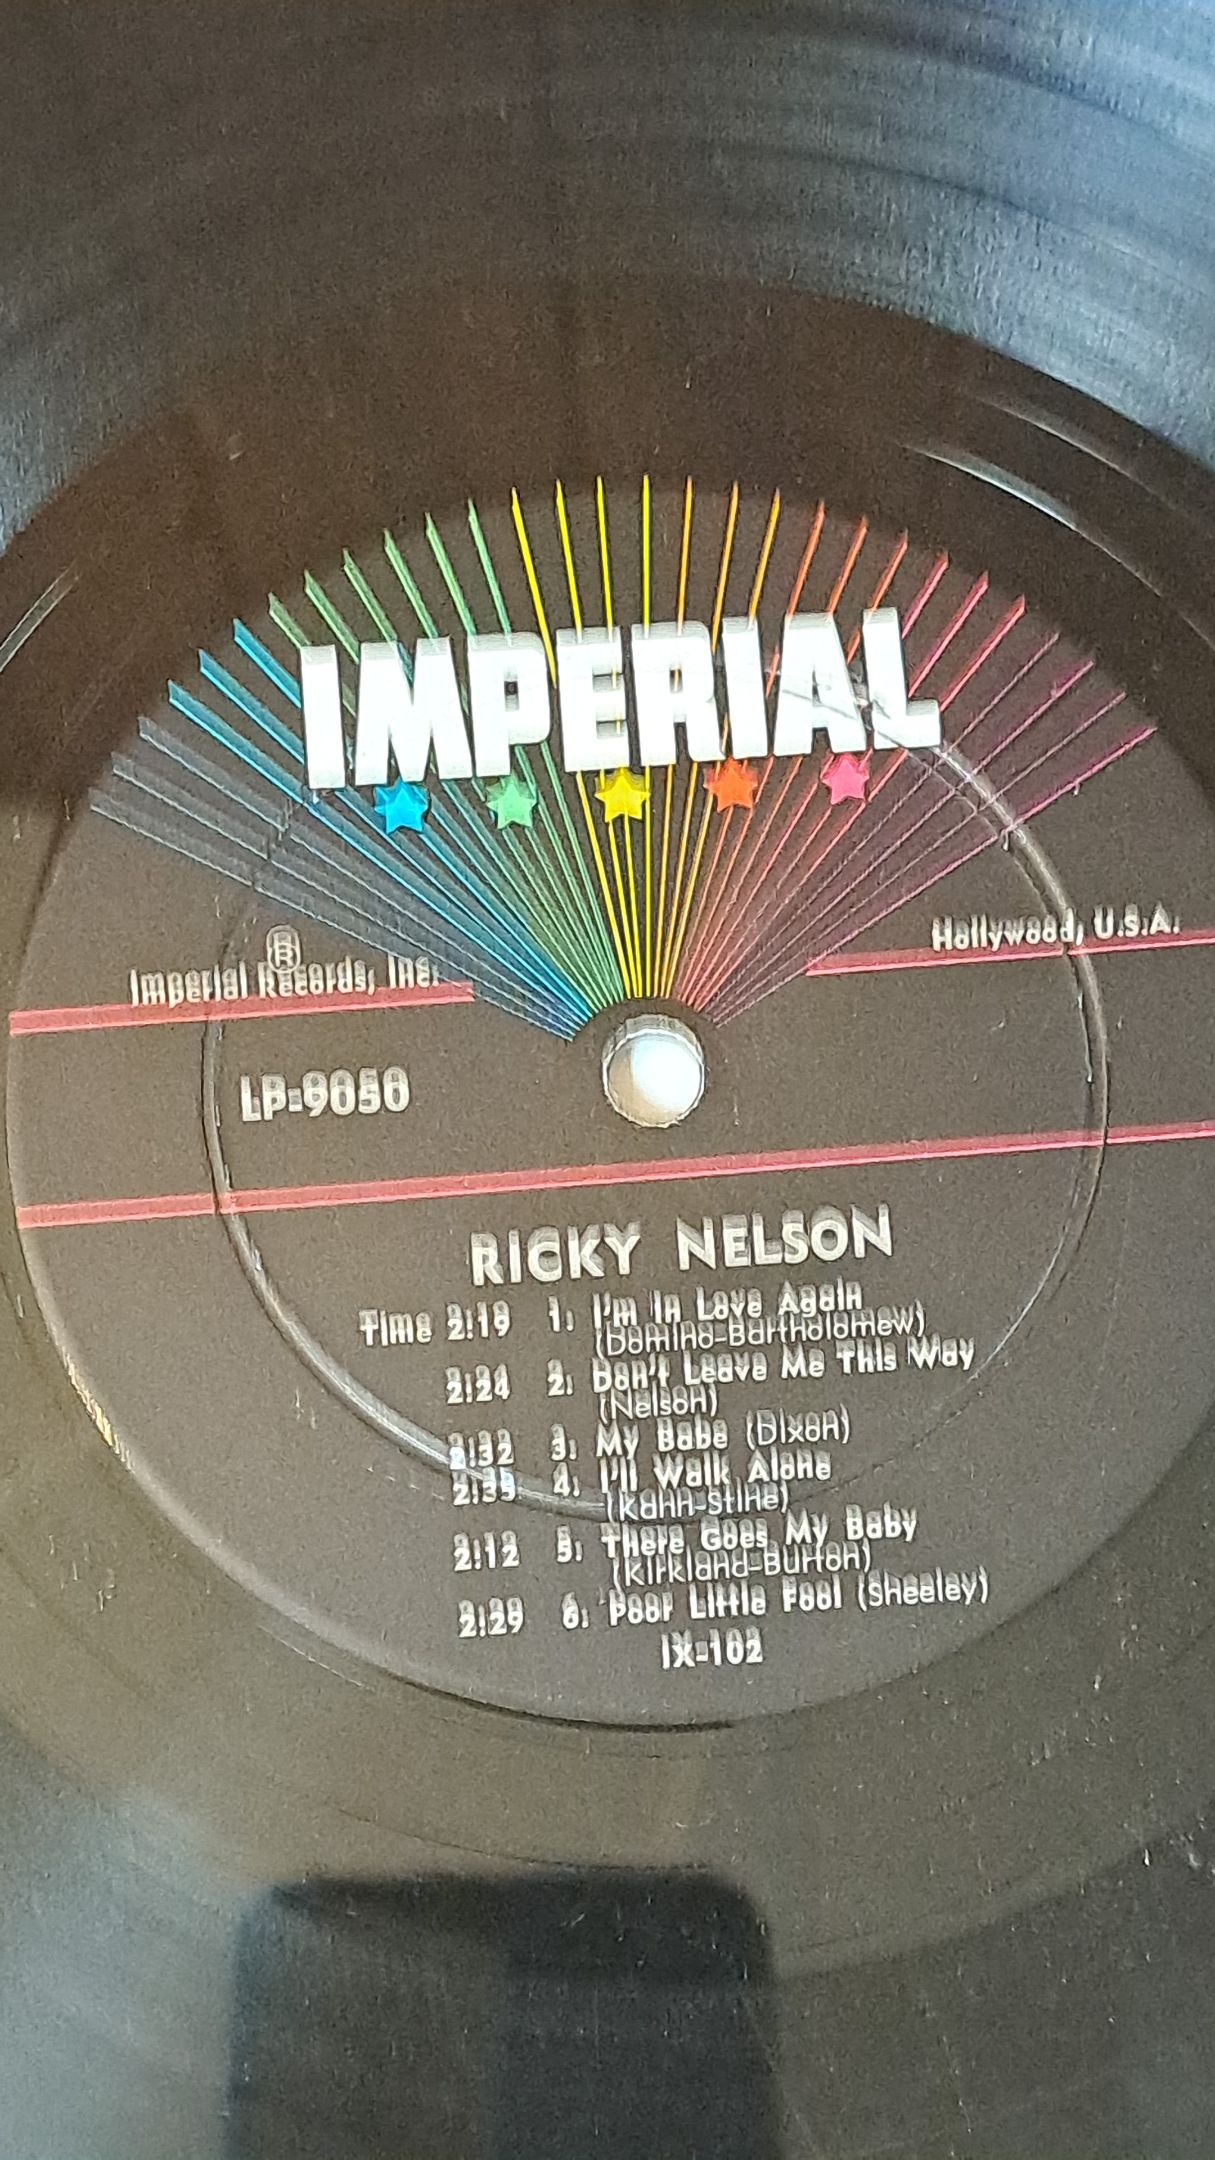 IMPERIAL
®
Imperial Records, Inc.
Hollywood, U.S.A.
LP-9050
RICKY NELSON
Time 2:19 1. I'm In Love Again
(Domino-Bartholomew)
2:24 2. Don't Leave Me This Way
(Nelson)
2:32 3. My Babe (Dixon)
2:35 4. I'll Walk Alone
(Kahn-Stine)
2:12 5. There Goes My Baby
(Kirkland-Burton)
2:29 6. Poor Little Fool (Sheeley)
IX-102